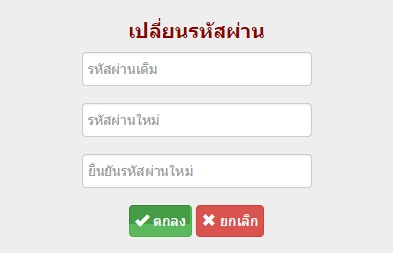 เปลี่ยนรหัสผ่าน
รหัสผ่านเดิม
รหัสผ่านใหม่
ยืนยันรหัสผ่านใหม่
ตกลง ยกเลิก